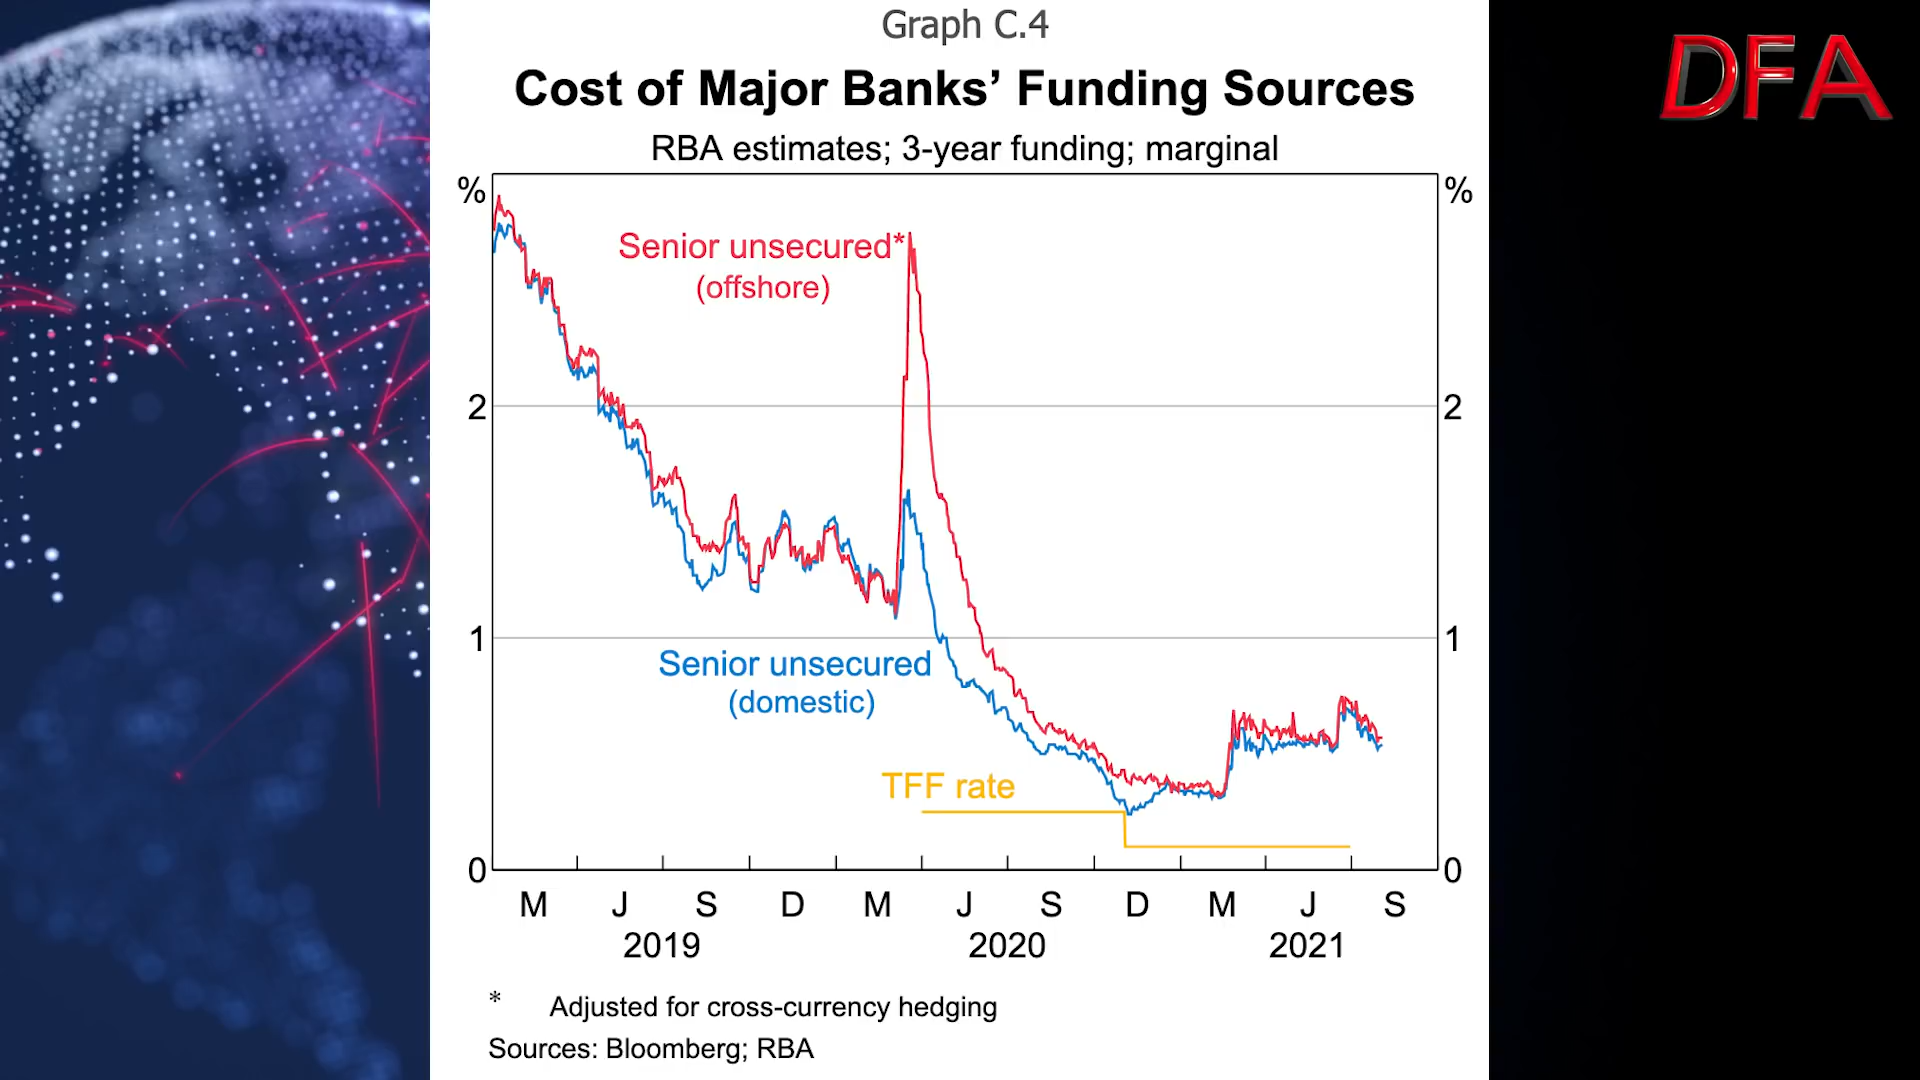 Graph C.4
DFA
Cost of Major Banks’ Funding Sources
RBA estimates; 3-year funding; marginal
% %
Senior unsecured*
(offshore)
2 2
1 1
Senior unsecured
(domestic)
TFF rate
0 0
M J S D M J S D M J S
2019 2020 2021
* Adjusted for cross-currency hedging
Sources: Bloomberg; RBA